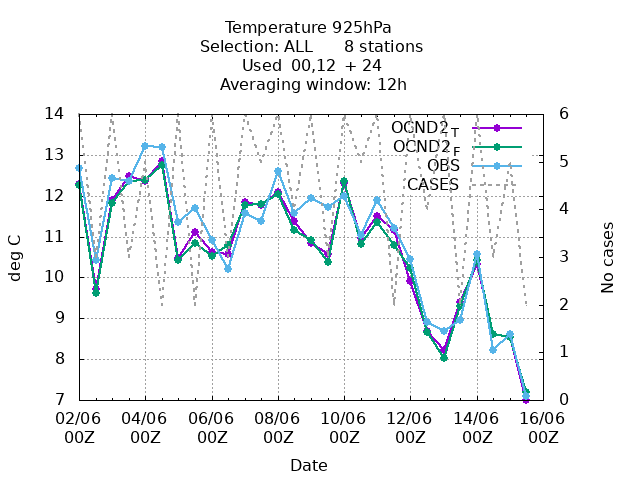 Temperature 925hPa
Selection: ALL 8 stations
Used 00,12 + 24
Averaging window: 12h
14 6
OCND2_T
13 OCND2_F
OBS 5
12 CASES
4
11
3
10
2
9
8 1
7 0
deg C
No cases
02/06 04/06 06/06 08/06 10/06 12/06 14/06 16/06
00Z 00Z 00Z 00Z 00Z 00Z 00Z 00Z
Date